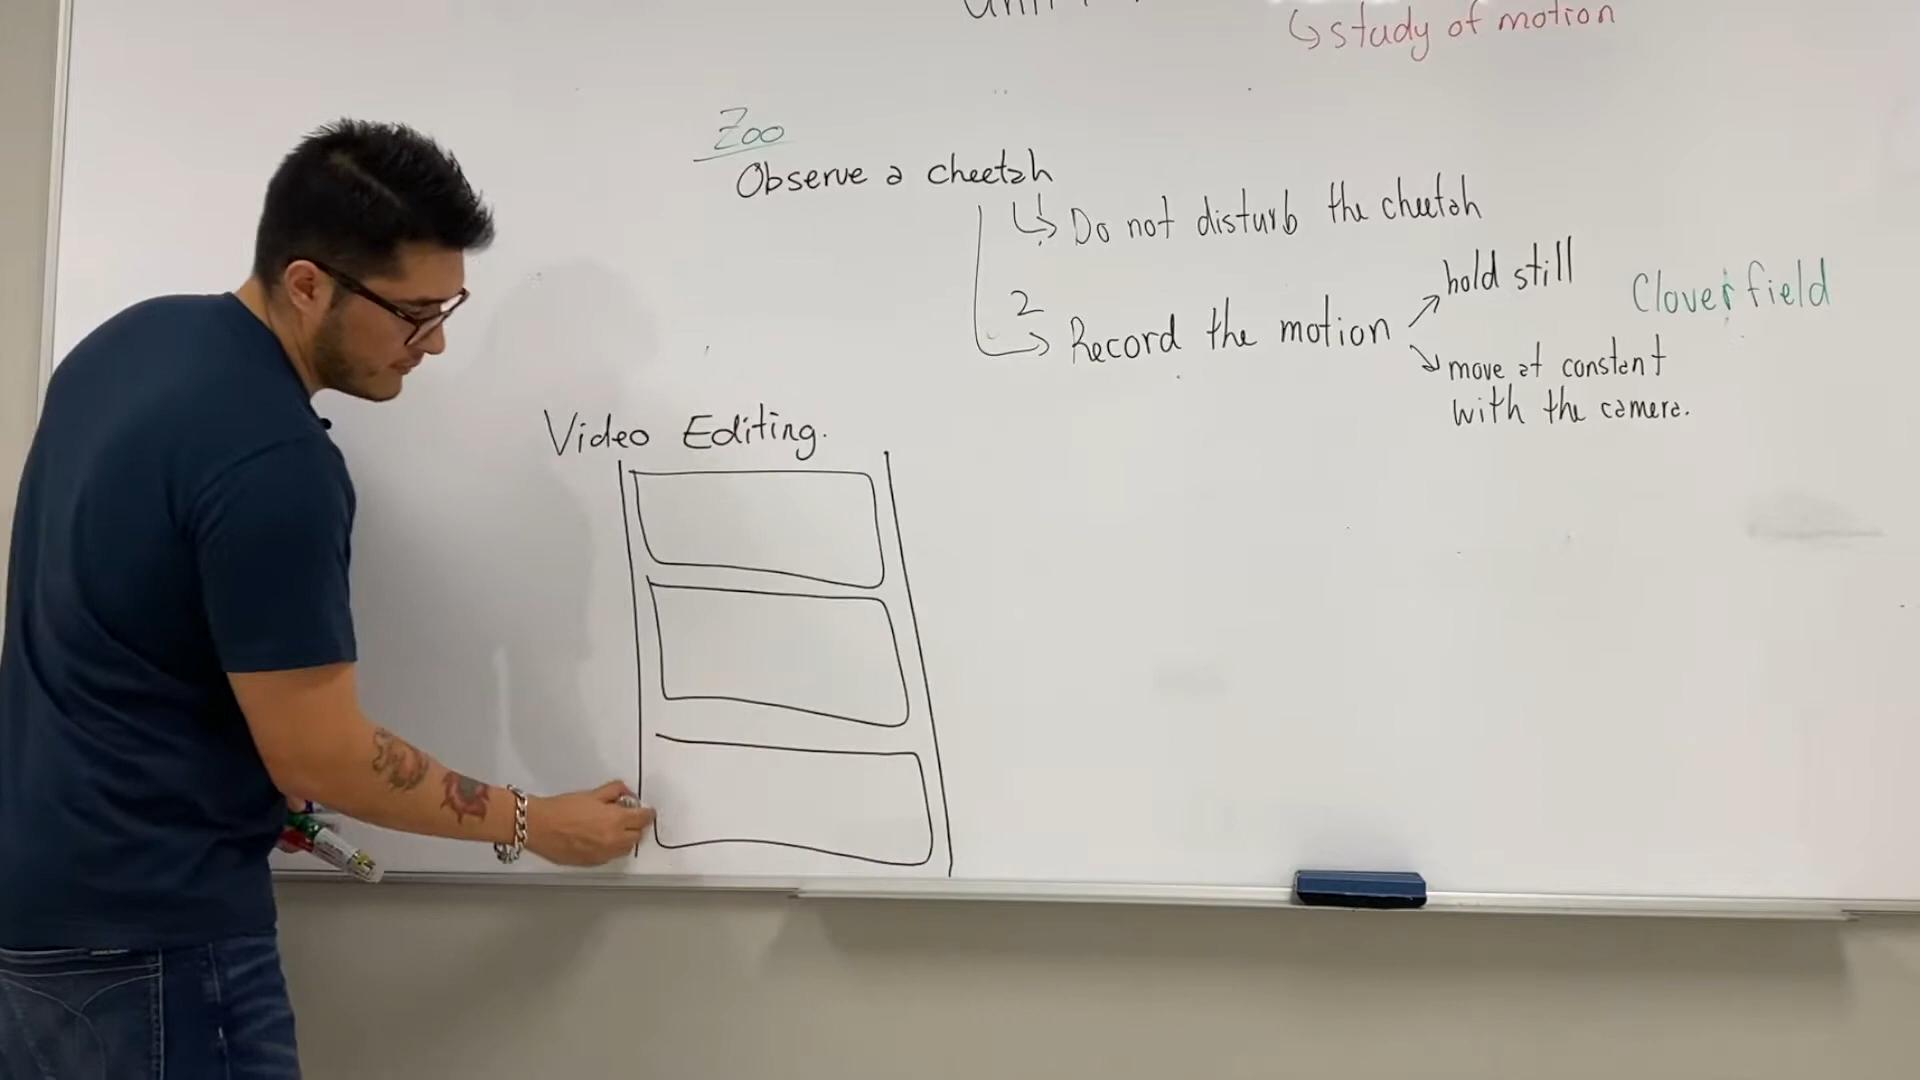 ↳ study of motion
Zoo
Observe a cheetah
1 ↳ Do not disturb the cheetah
2 → Record the motion
↗ hold still
Cloverfield
↘ move at constant
with the camera.
Video Editing.